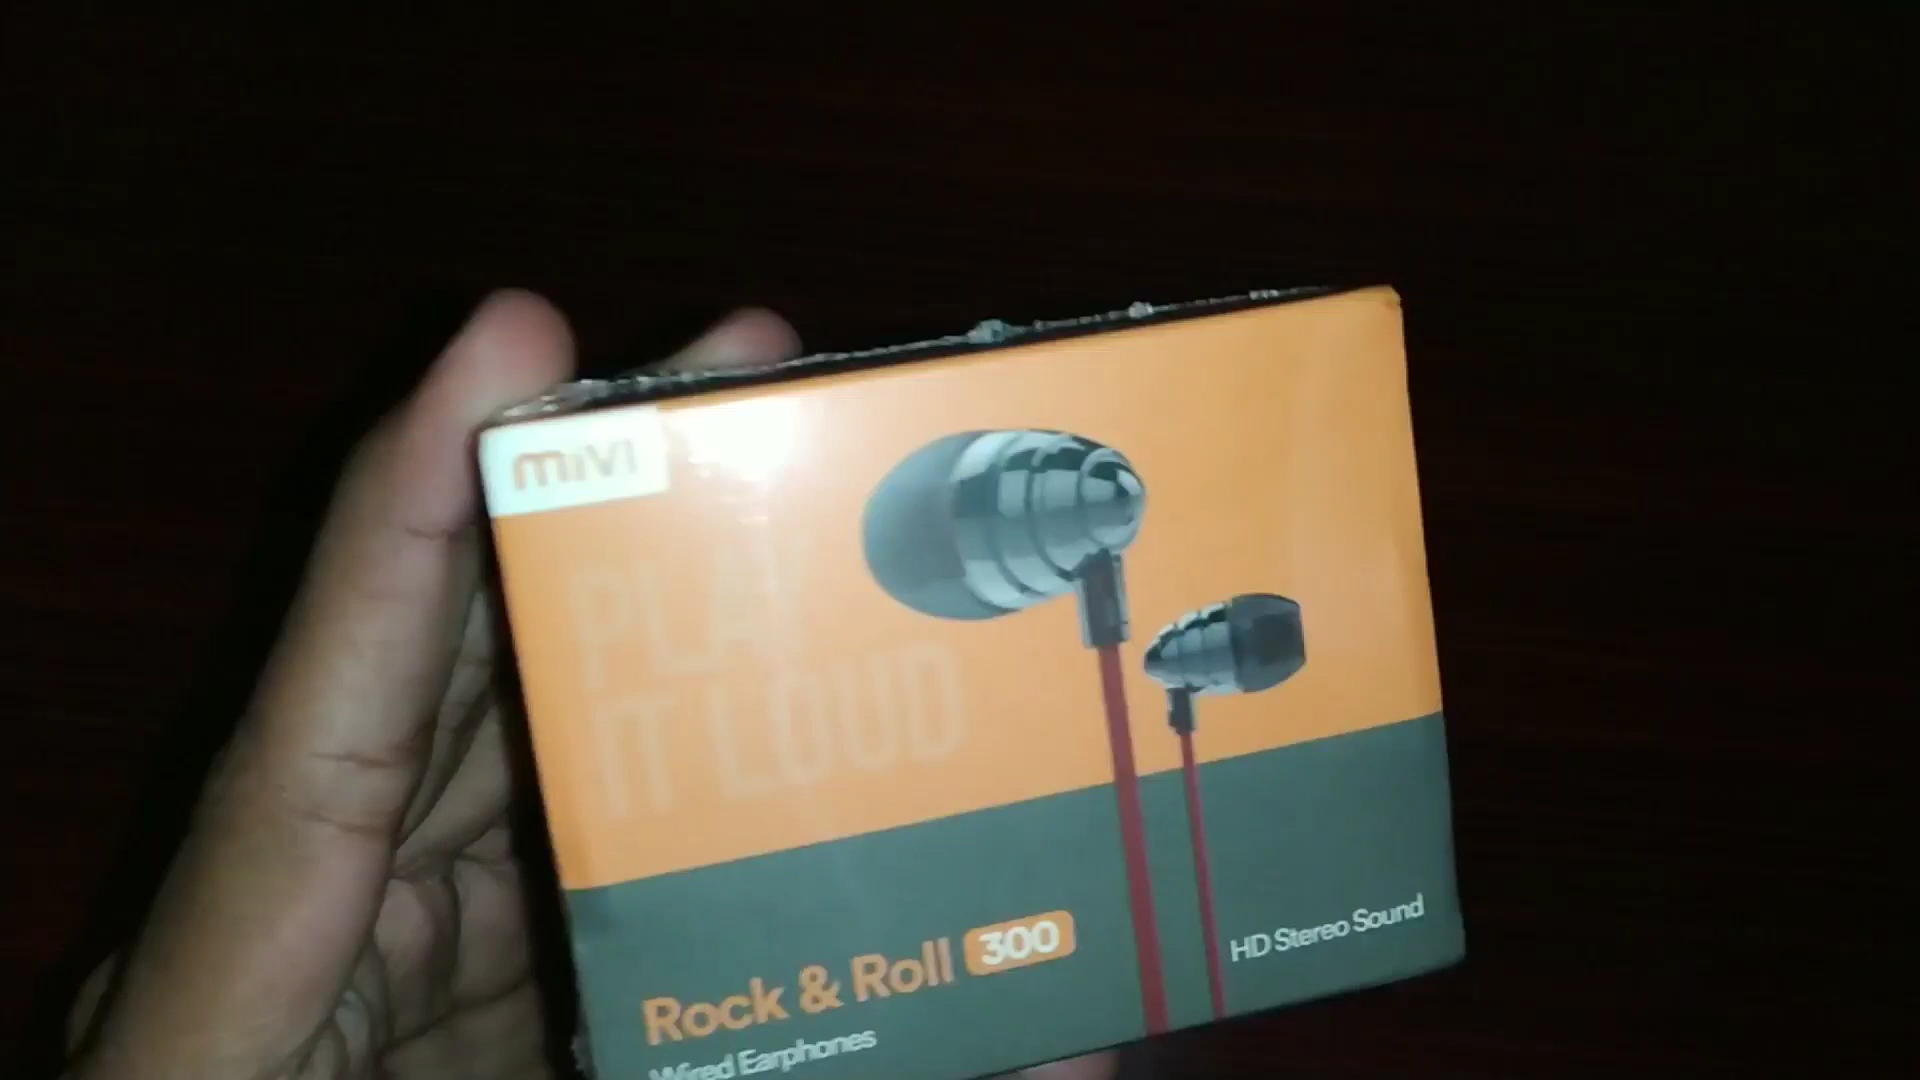 MIVI
PLAY
IT LOUD
Rock & Roll 300
Wired Earphones
HD Stereo Sound